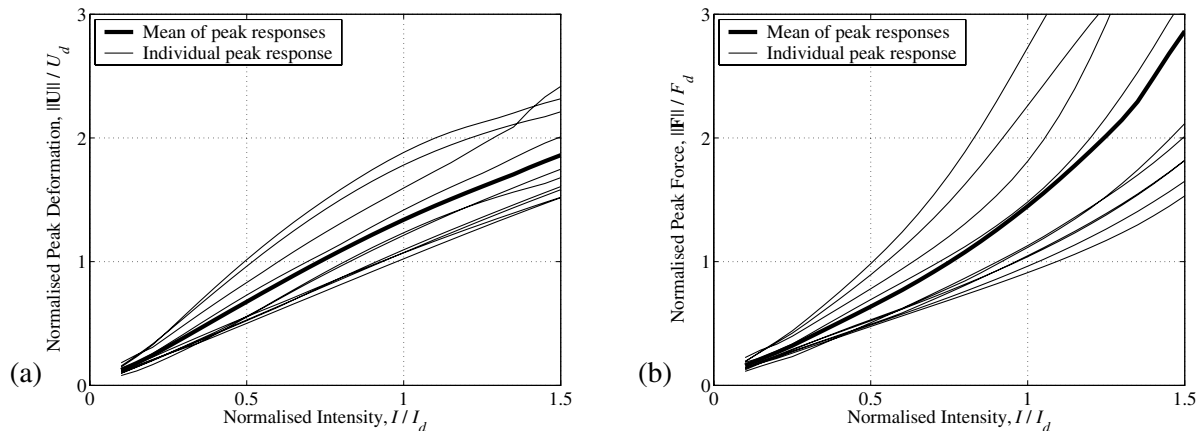 3
2
1
0
0
0.5
1
1.5
Normalised Intensity, I / I_d
Normalised Peak Deformation, ||U|| / U_d
Mean of peak responses
Individual peak response
(a)
3
2
1
0
0
0.5
1
1.5
Normalised Intensity, I / I_d
Normalised Peak Force, ||F|| / F_d
Mean of peak responses
Individual peak response
(b)